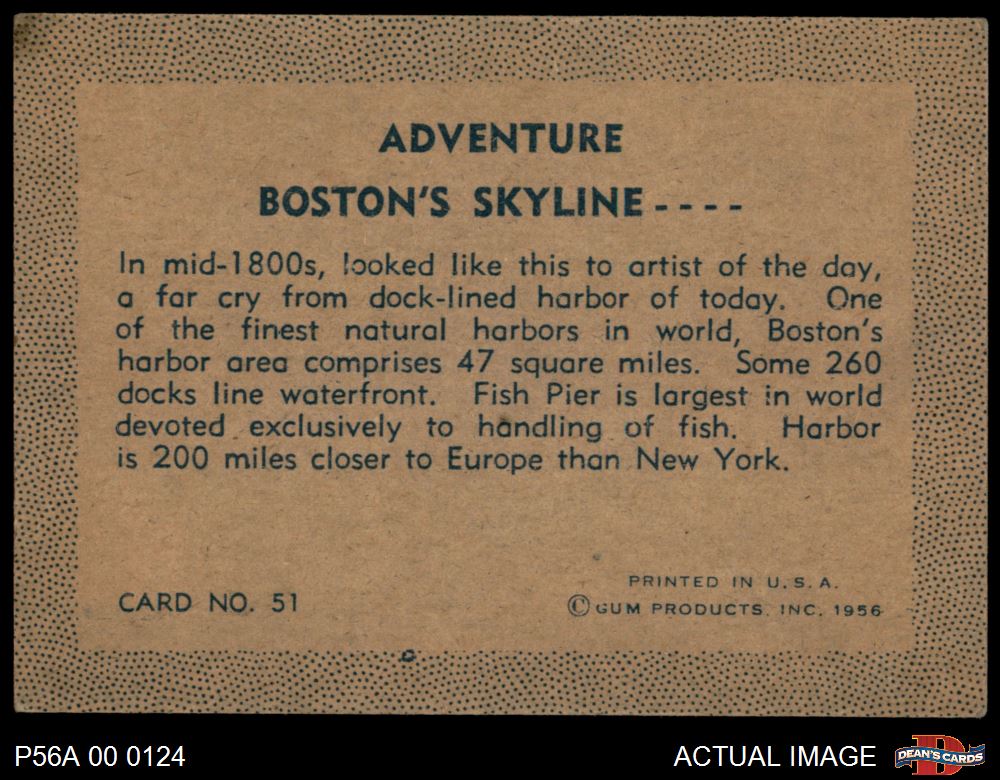 ADVENTURE
BOSTON'S SKYLINE----
In mid-1800s, looked like this to artist of the day,
a far cry from dock-lined harbor of today. One
of the finest natural harbors in world, Boston's
harbor area comprises 47 square miles. Some 260
docks line waterfront. Fish Pier is largest in world
devoted exclusively to handling of fish. Harbor
is 200 miles closer to Europe than New York.
PRINTED IN U.S.A.
CARD NO. 51
© GUM PRODUCTS, INC. 1956
P56A 00 0124
ACTUAL IMAGE
DEAN'S CARDS